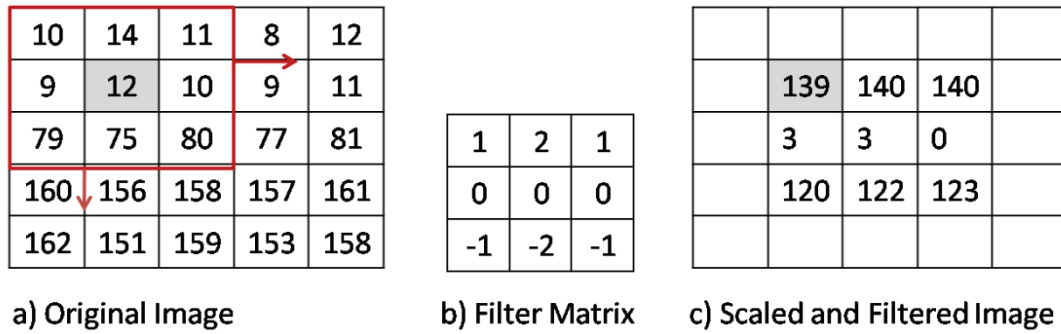 10 14 11 8 12
9 12 10 9 11
79 75 80 77 81
160 156 158 157 161
162 151 159 153 158
a) Original Image
1 2 1
0 0 0
-1 -2 -1
b) Filter Matrix
139 140 140
3 3 0
120 122 123
c) Scaled and Filtered Image